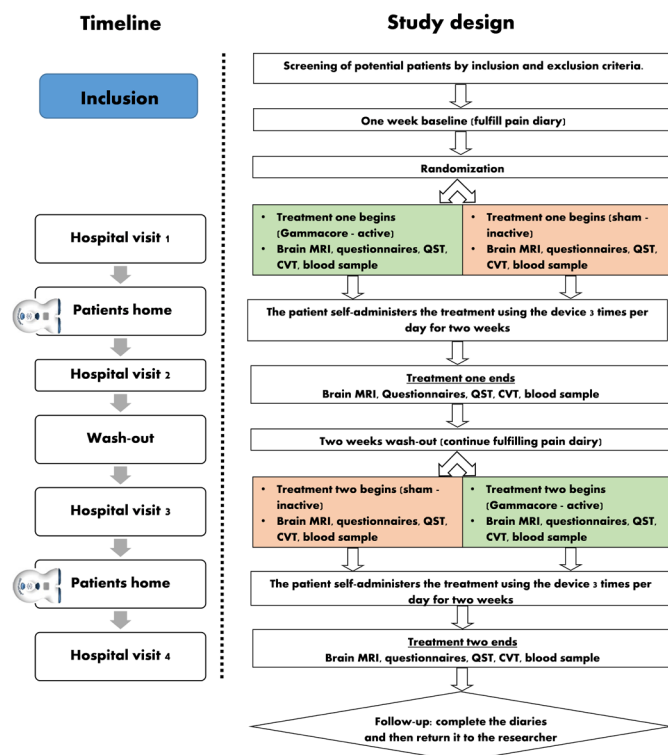 Timeline
Study design
Inclusion
Screening of potential patients by inclusion and exclusion criteria.
One week baseline (fulfill pain diary)
Randomization
Hospital visit 1
• Treatment one begins
(Gammacore - active)
• Brain MRI, questionnaires, QST,
CVT, blood sample
• Treatment one begins (sham -
inactive)
• Brain MRI, questionnaires, QST,
CVT, blood sample
Patients home
The patient self-administers the treatment using the device 3 times per
day for two weeks
Hospital visit 2
Treatment one ends
Brain MRI, Questionnaires, QST, CVT, blood sample
Wash-out
Two weeks wash-out (continue fulfilling pain dairy)
Hospital visit 3
• Treatment two begins (sham -
inactive)
• Brain MRI, questionnaires, QST,
CVT, blood sample
• Treatment two begins
(Gammacore - active)
• Brain MRI, questionnaires, QST,
CVT, blood sample
Patients home
The patient self-administers the treatment using the device 3 times per
day for two weeks
Hospital visit 4
Treatment two ends
Brain MRI, questionnaires, QST, CVT, blood sample
Follow-up: complete the diaries
and then return it to the researcher